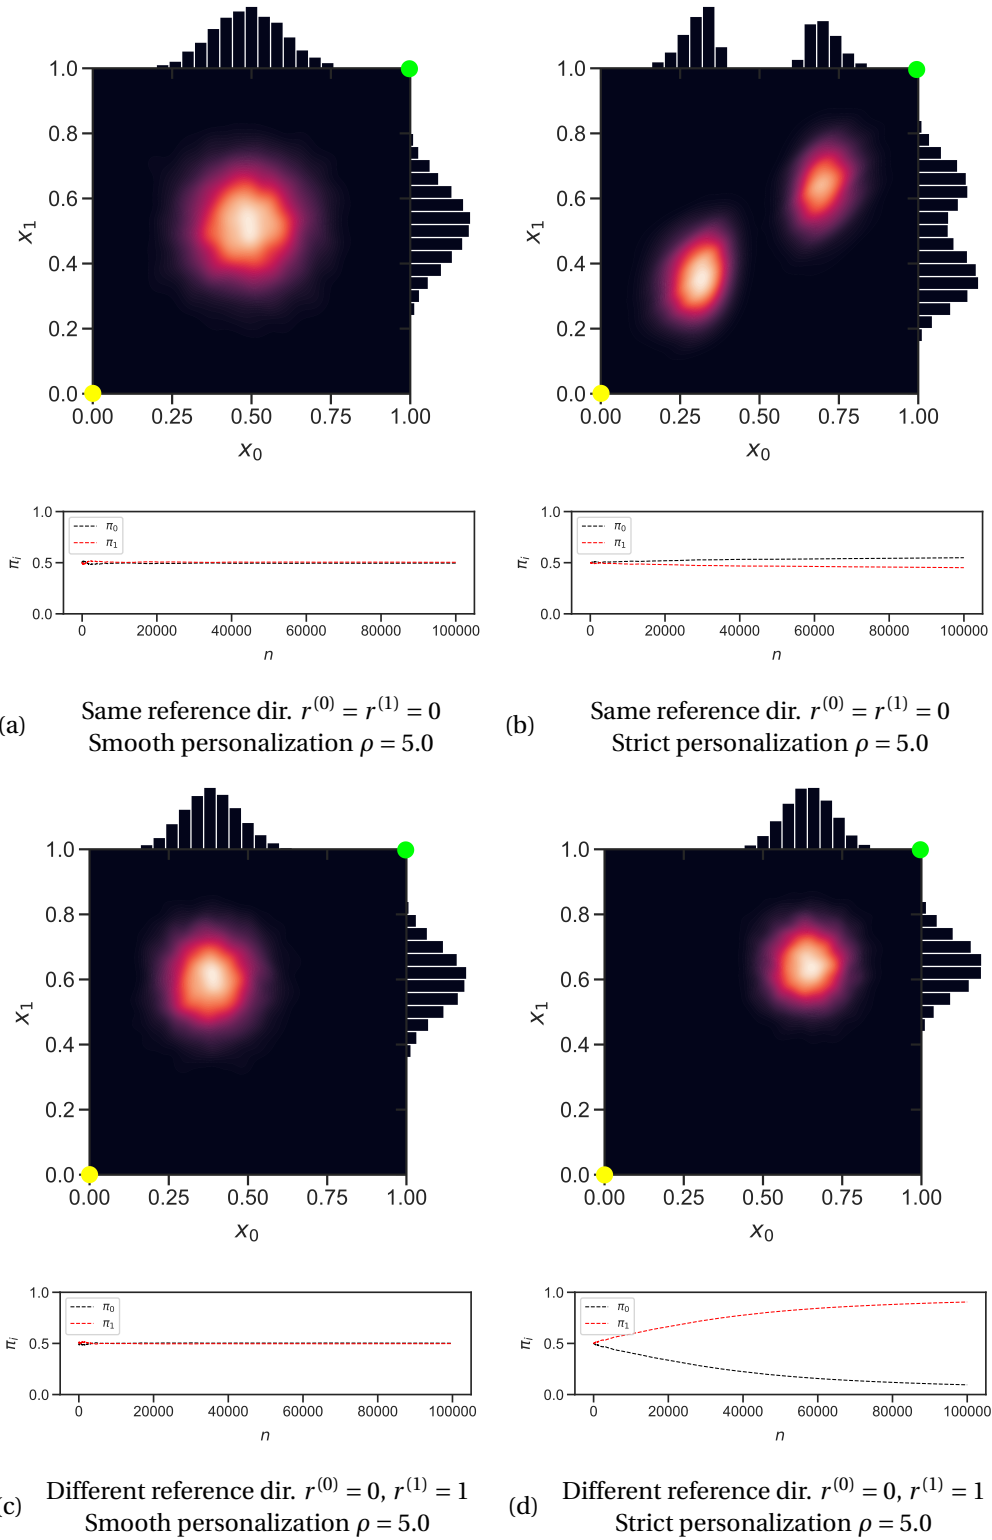 1.0
0.8
0.6
0.4
0.2
0.0
x1
0.00 0.25 0.50 0.75 1.00
x0
1.0
0.8
0.6
0.4
0.2
0.0
x1
0.00 0.25 0.50 0.75 1.00
x0
1.0
0.5
0.0
πi
π0
π1
0 20000 40000 60000 80000 100000
n
1.0
0.5
0.0
πi
π0
π1
0 20000 40000 60000 80000 100000
n
(a)
Same reference dir. r(0) = r(1) = 0
Smooth personalization ρ = 5.0
(b)
Same reference dir. r(0) = r(1) = 0
Strict personalization ρ = 5.0
1.0
0.8
0.6
0.4
0.2
0.0
x1
0.00 0.25 0.50 0.75 1.00
x0
1.0
0.8
0.6
0.4
0.2
0.0
x1
0.00 0.25 0.50 0.75 1.00
x0
1.0
0.5
0.0
πi
π0
π1
0 20000 40000 60000 80000 100000
n
1.0
0.5
0.0
πi
π0
π1
0 20000 40000 60000 80000 100000
n
(c)
Different reference dir. r(0) = 0, r(1) = 1
Smooth personalization ρ = 5.0
(d)
Different reference dir. r(0) = 0, r(1) = 1
Strict personalization ρ = 5.0